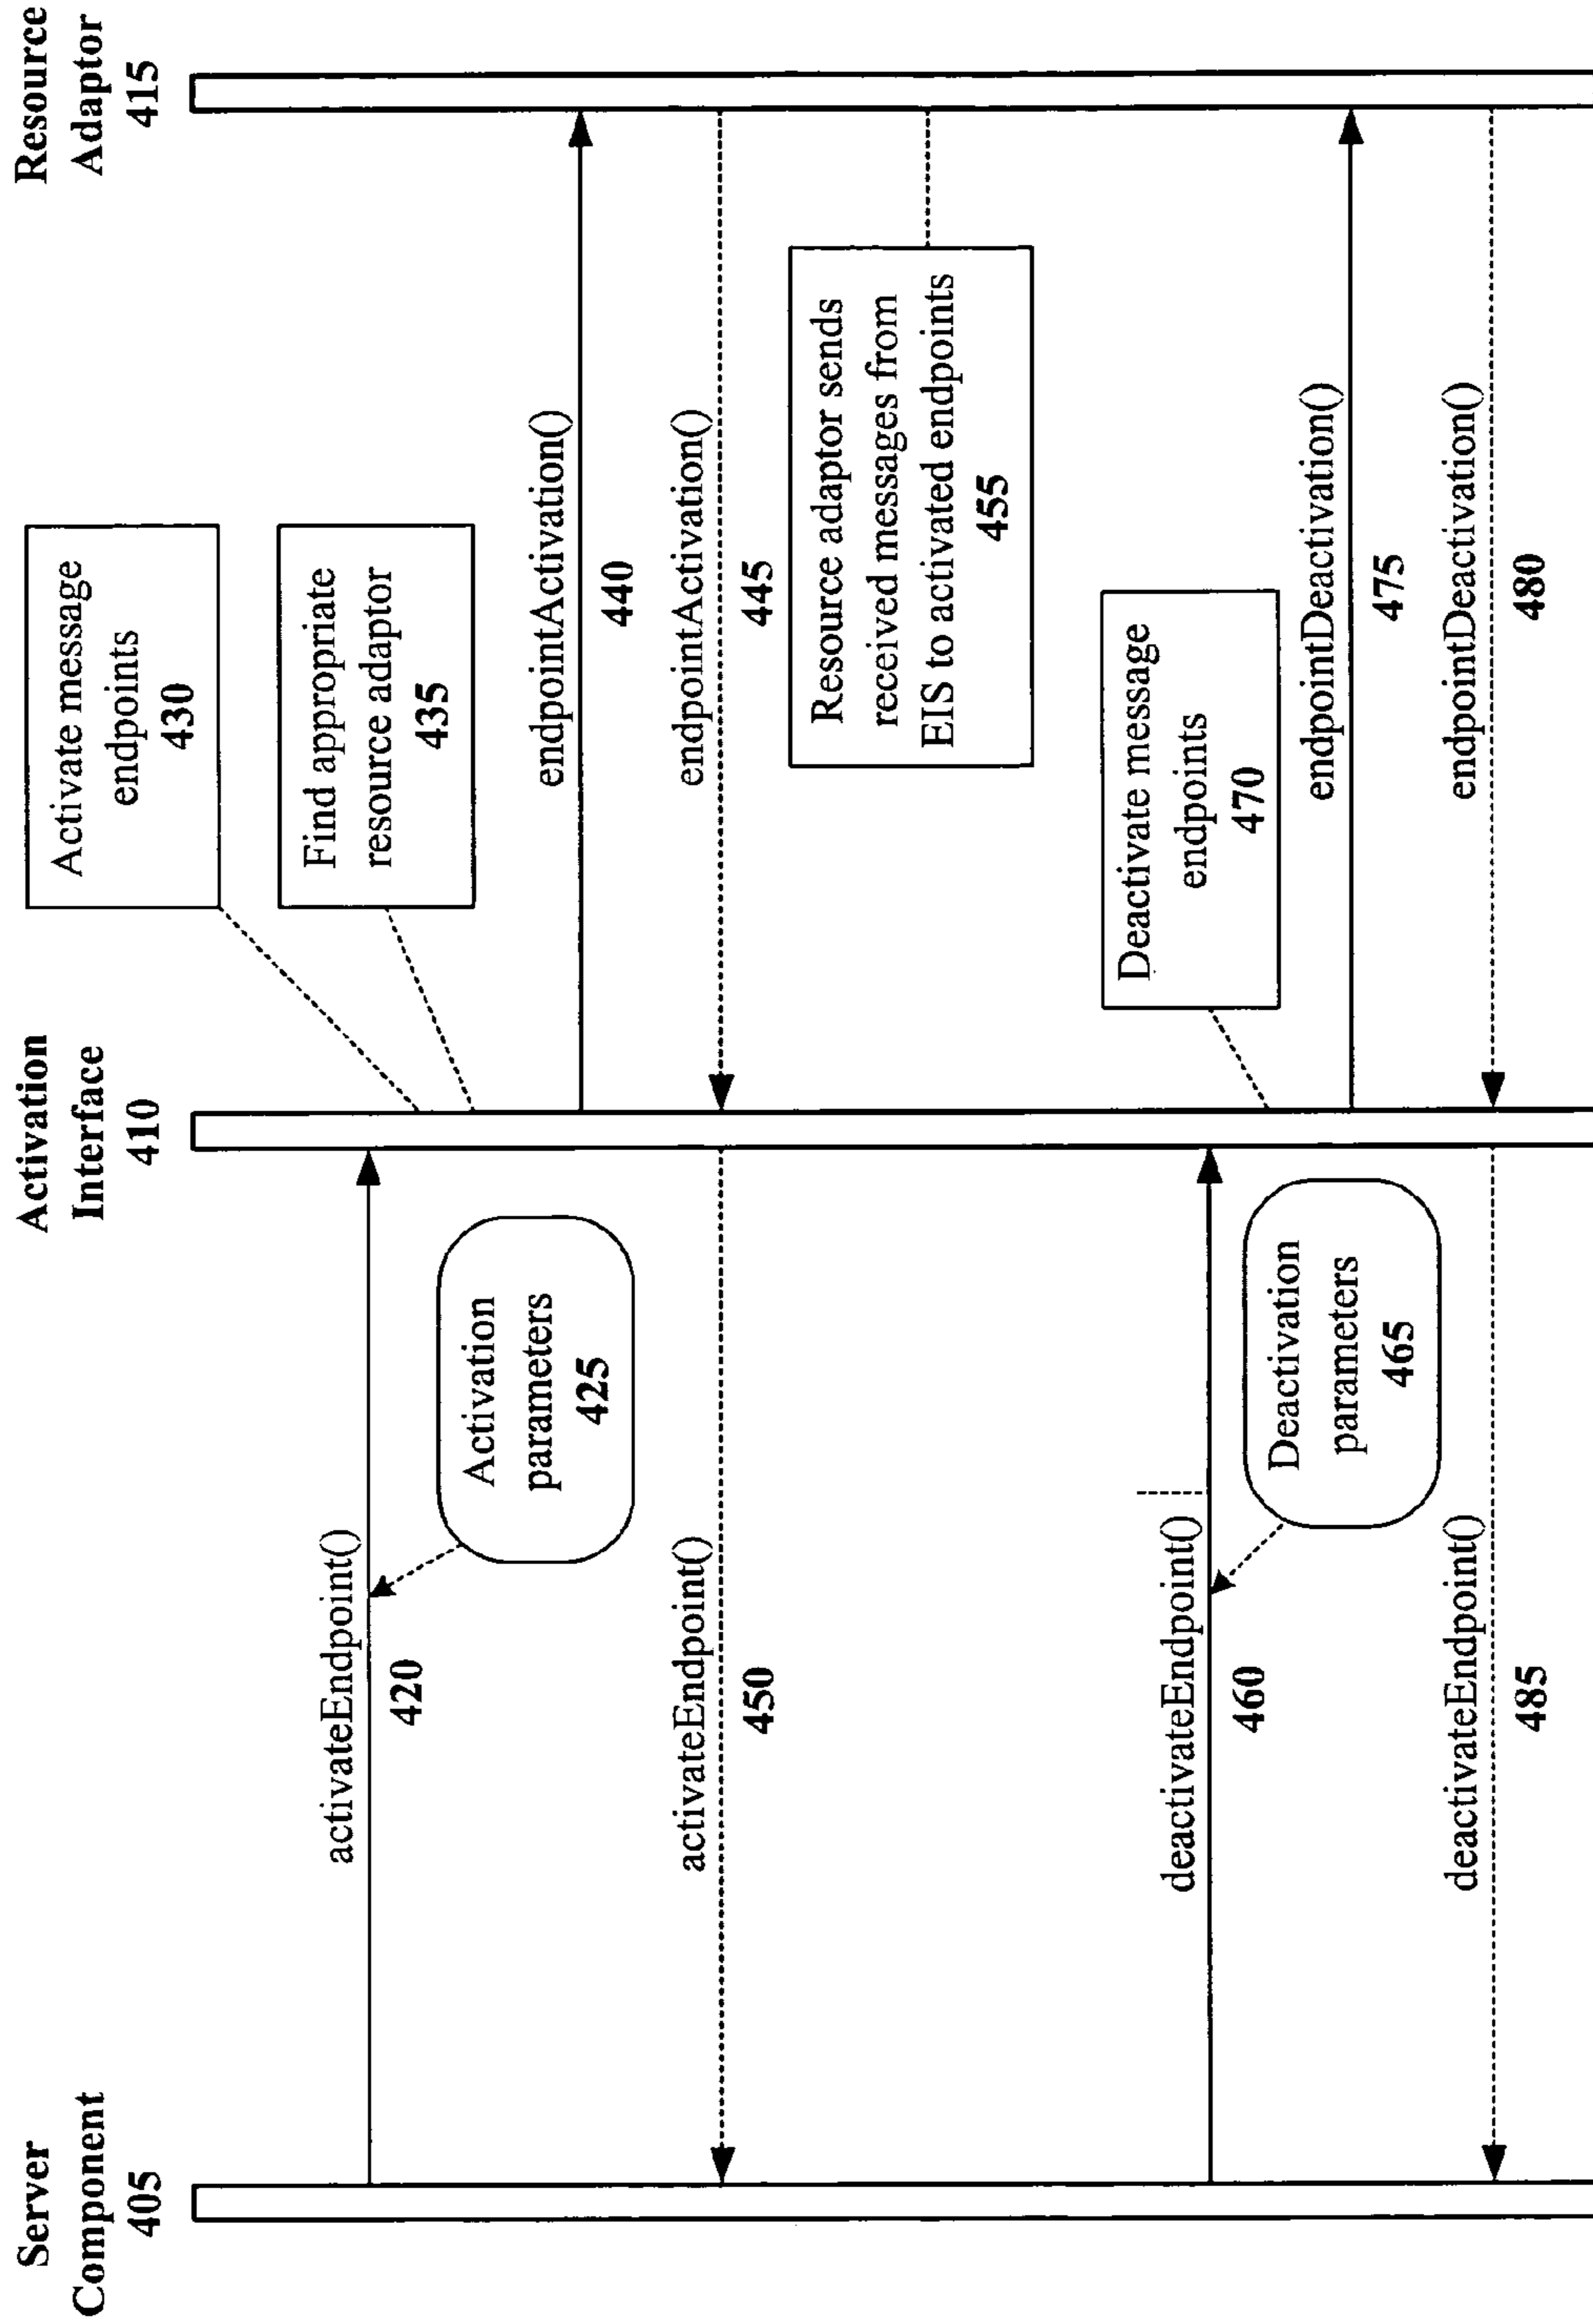 Server
Component
405
Activation
Interface
410
Resource
Adaptor
415
activateEndpoint()
420
Activation
parameters
425
Activate message
endpoints
430
Find appropriate
resource adaptor
435
endpointActivation()
440
endpointActivation()
445
activateEndpoint()
450
Resource adaptor sends
received messages from
EIS to activated endpoints
455
deactivateEndpoint()
460
Deactivation
parameters
465
Deactivate message
endpoints
470
endpointDeactivation()
475
endpointDeactivation()
480
deactivateEndpoint()
485